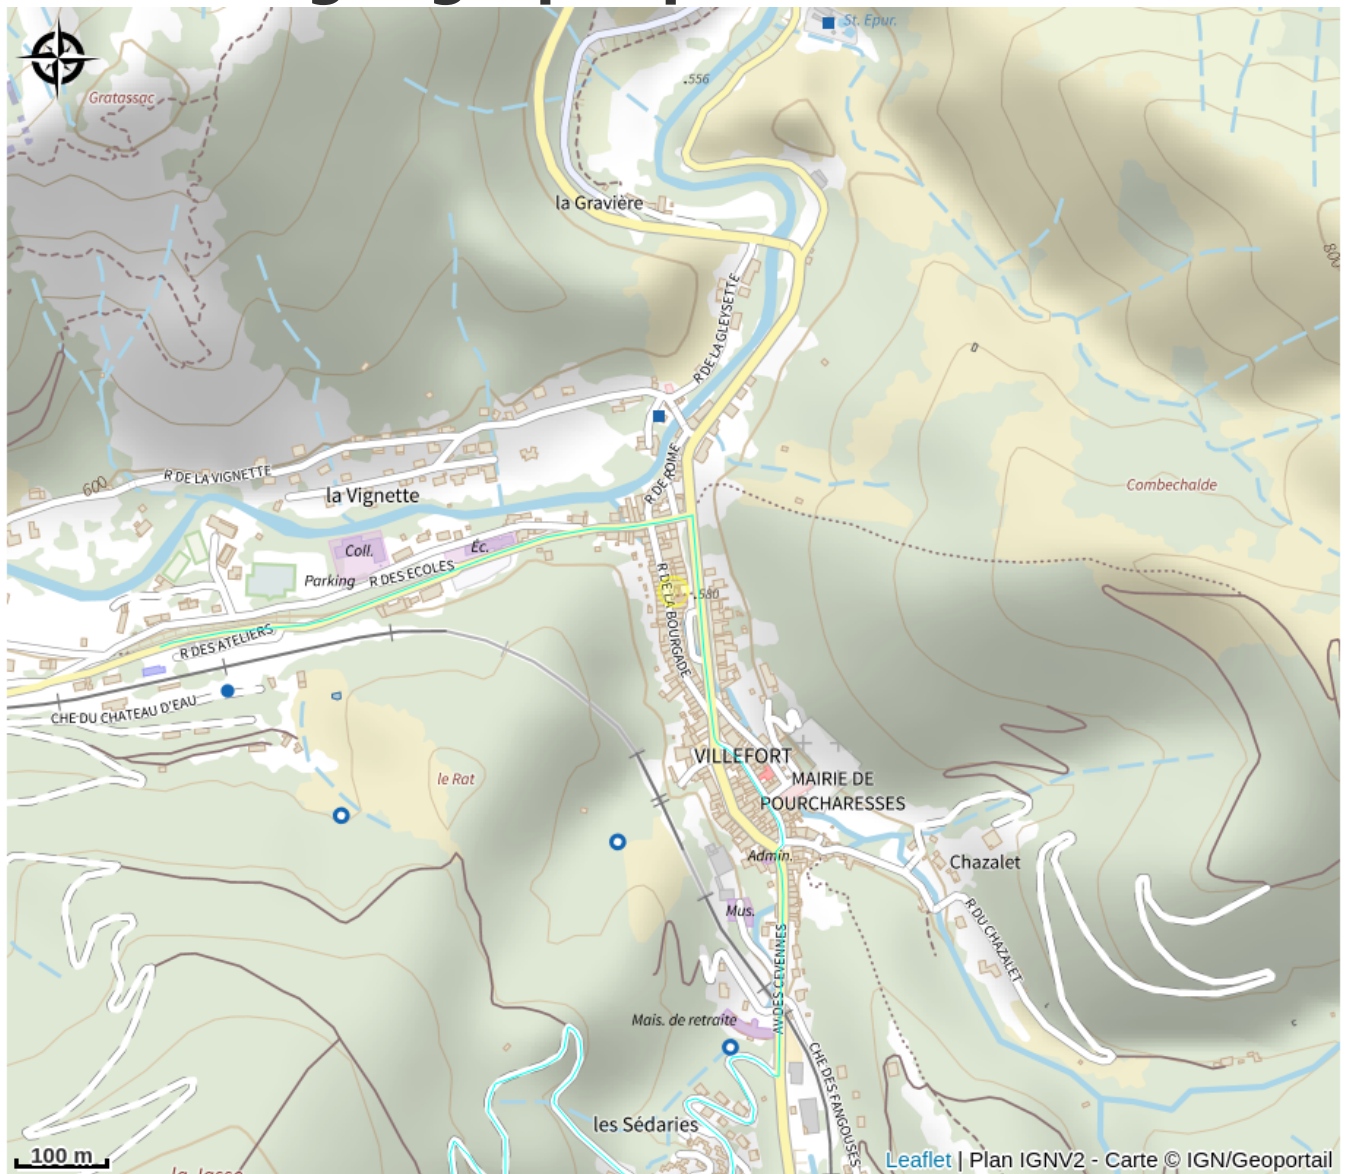 St. Epur.
.556
Gratassac
la Gravière
800
R DE LA GLEYSETTE
R DE LA VIGNETTE
600
la Vignette
R DE ROME
Combechalde
Coll.
Éc.
Parking
R DES ECOLES
.580
R DE LA BOURGADE
R DES ATELIERS
CHE DU CHATEAU D'EAU
VILLEFORT
le Rat
MAIRIE DE
POURCHARESSES
Admin.
Chazalet
Mus.
R DU CHAZALET
AV DES CEVENNES
Mais. de retraite
CHE DES FANGOUSES
les Sédaries
100 m
Leaflet | Plan IGNV2 - Carte © IGN/Geoportail